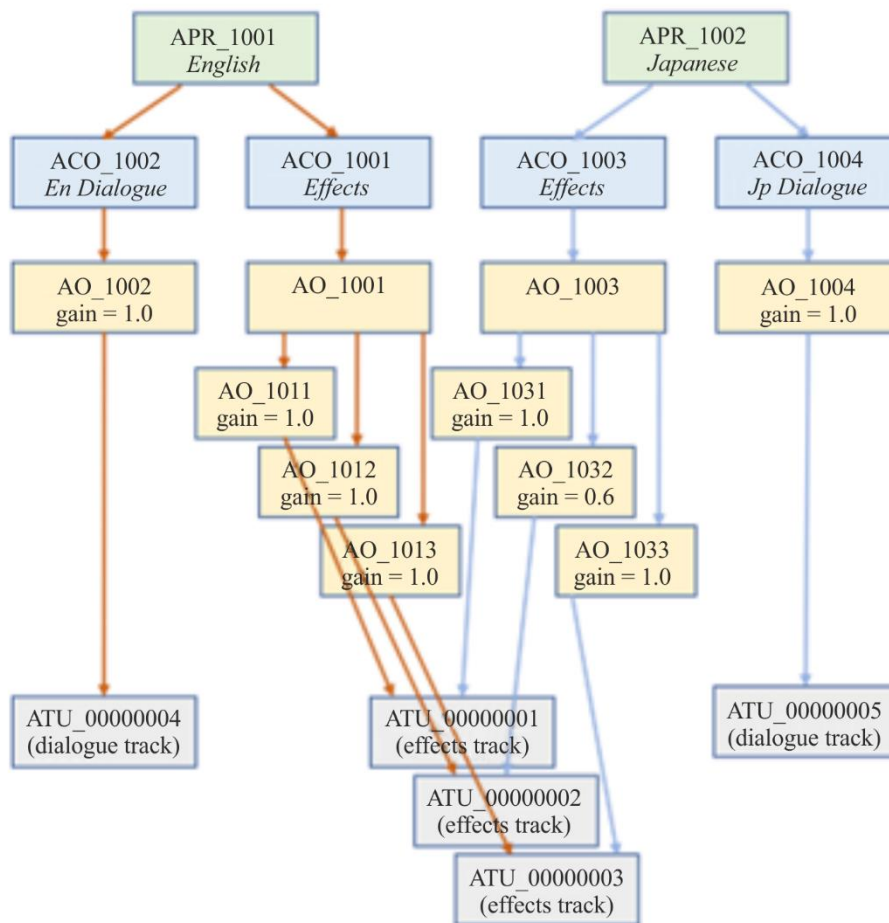 APR_1001
English
APR_1002
Japanese
ACO_1002
En Dialogue
ACO_1001
Effects
ACO_1003
Effects
ACO_1004
Jp Dialogue
AO_1002
gain = 1.0
AO_1001
AO_1003
AO_1004
gain = 1.0
AO_1011
gain = 1.0
AO_1031
gain = 1.0
AO_1012
gain = 1.0
AO_1032
gain = 0.6
AO_1013
gain = 1.0
AO_1033
gain = 1.0
ATU_00000004
(dialogue track)
ATU_00000001
(effects track)
ATU_00000005
(dialogue track)
ATU_00000002
(effects track)
ATU_00000003
(effects track)